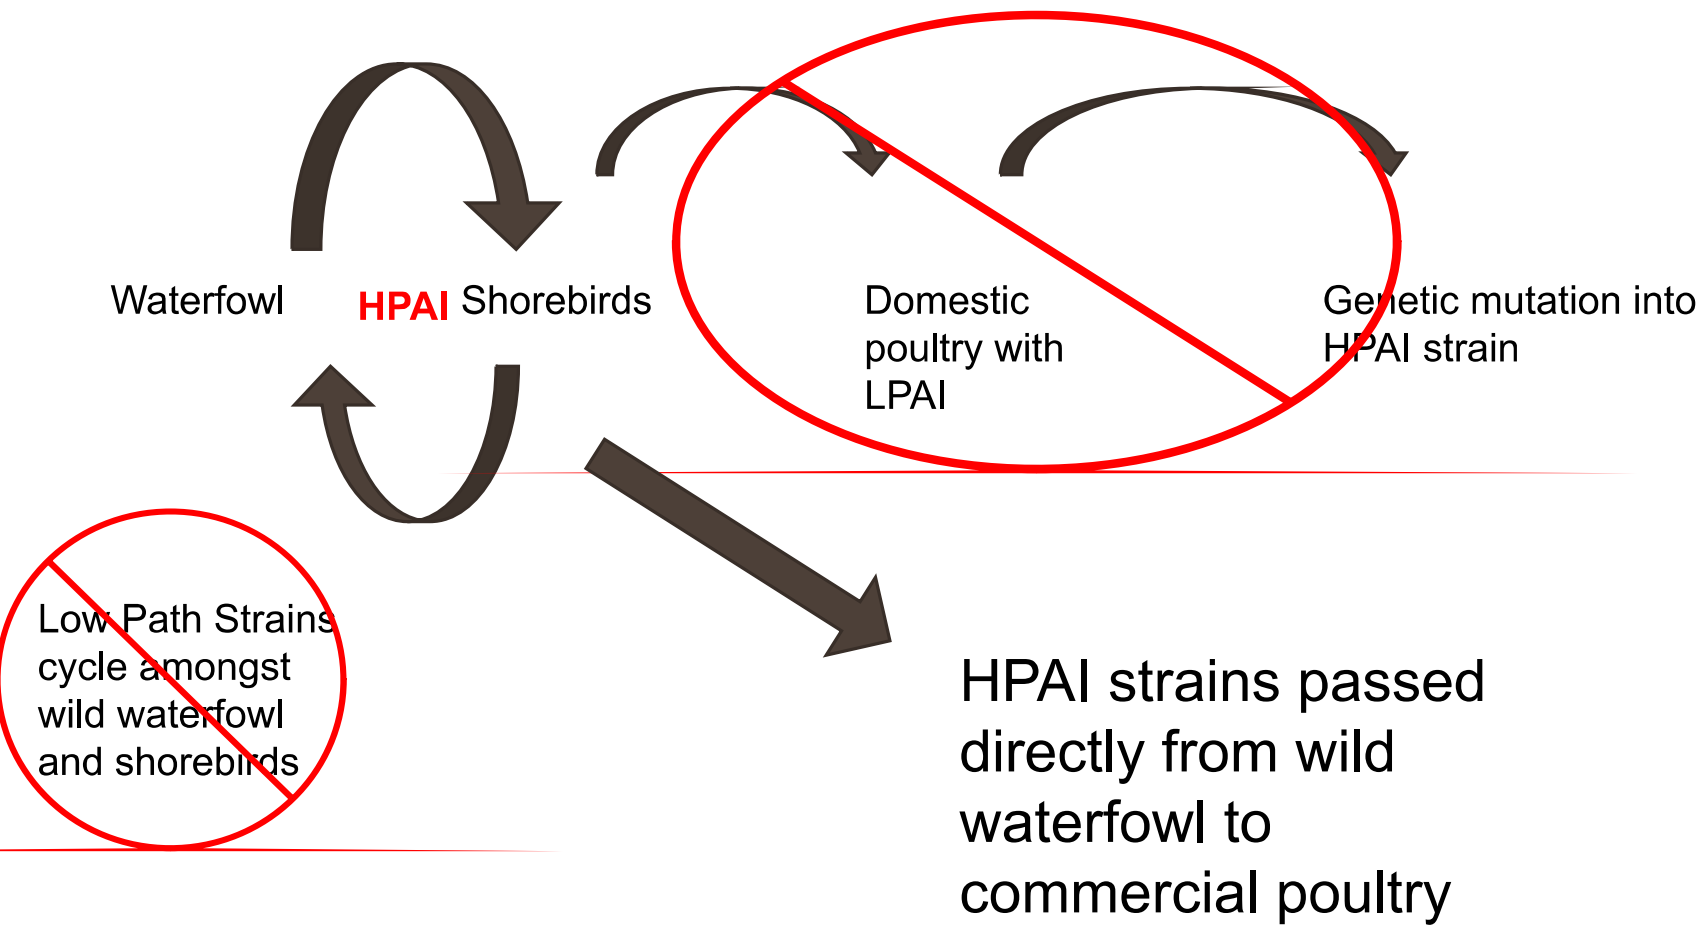 Waterfowl
HPAI
Shorebirds
Domestic
poultry with
LPAI
Genetic mutation into
HPAI strain
Low Path Strains
cycle amongst
wild waterfowl
and shorebirds
HPAI strains passed
directly from wild
waterfowl to
commercial poultry